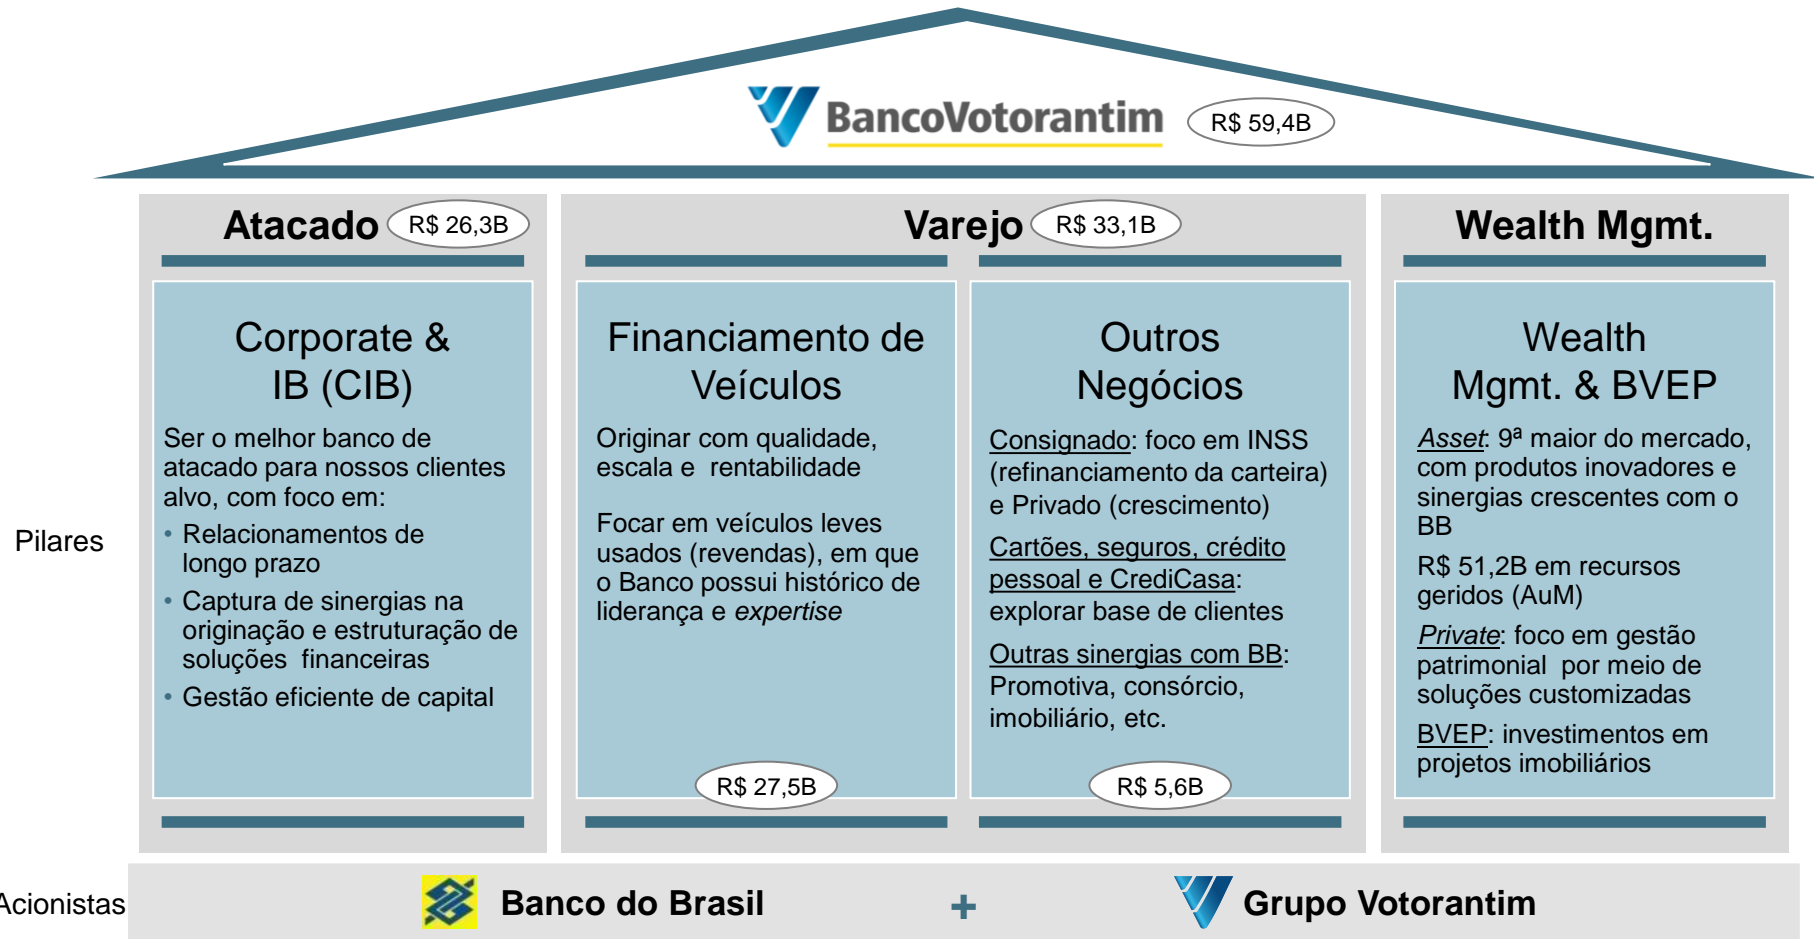 BancoVotorantim
R$ 59,4B
Atacado
R$ 26,3B
Varejo
R$ 33,1B
Wealth Mgmt.
Corporate &
IB (CIB)
Ser o melhor banco de
atacado para nossos clientes
alvo, com foco em:
• Relacionamentos de
longo prazo
• Captura de sinergias na
originação e estruturação de
soluções financeiras
• Gestão eficiente de capital
Financiamento de
Veículos
Originar com qualidade,
escala e rentabilidade
Focar em veículos leves
usados (revendas), em que
o Banco possui histórico de
liderança e expertise
R$ 27,5B
Outros
Negócios
Consignado: foco em INSS
(refinanciamento da carteira)
e Privado (crescimento)
Cartões, seguros, crédito
pessoal e CrediCasa:
explorar base de clientes
Outras sinergias com BB:
Promotiva, consórcio,
imobiliário, etc.
R$ 5,6B
Wealth
Mgmt. & BVEP
Asset: 9ª maior do mercado,
com produtos inovadores e
sinergias crescentes com o
BB
R$ 51,2B em recursos
geridos (AuM)
Private: foco em gestão
patrimonial por meio de
soluções customizadas
BVEP: investimentos em
projetos imobiliários
Pilares
Acionistas
Banco do Brasil
+
Grupo Votorantim